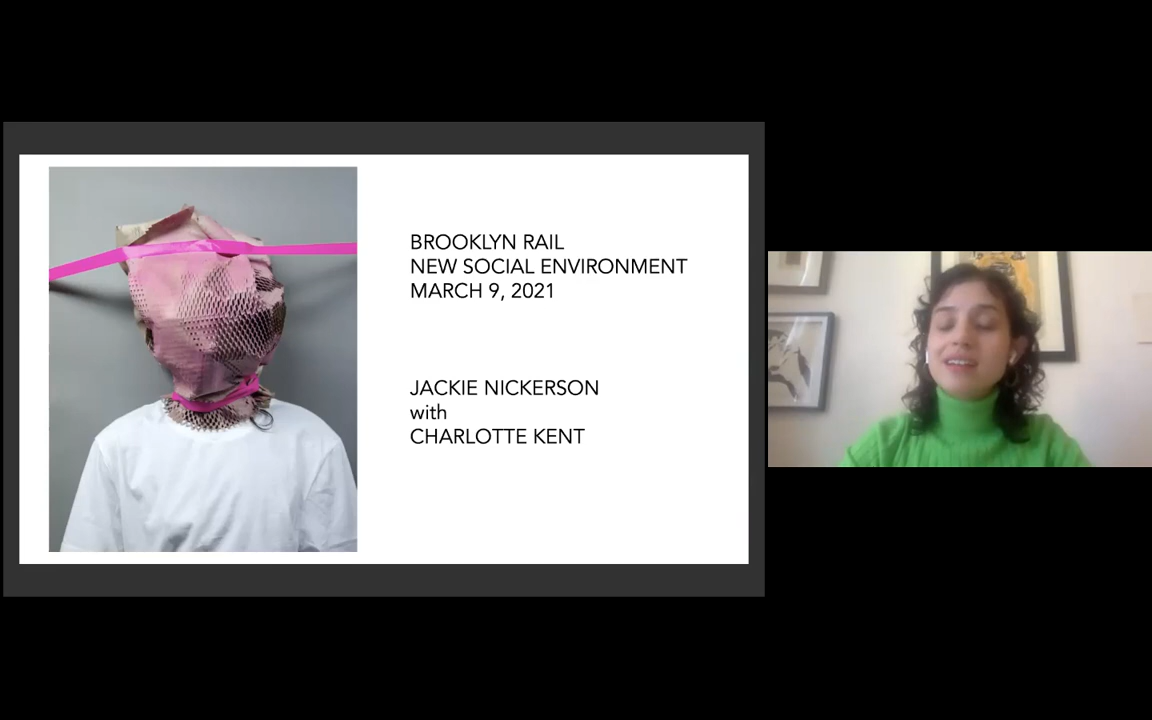 BROOKLYN RAIL
NEW SOCIAL ENVIRONMENT
MARCH 9, 2021
JACKIE NICKERSON
with
CHARLOTTE KENT